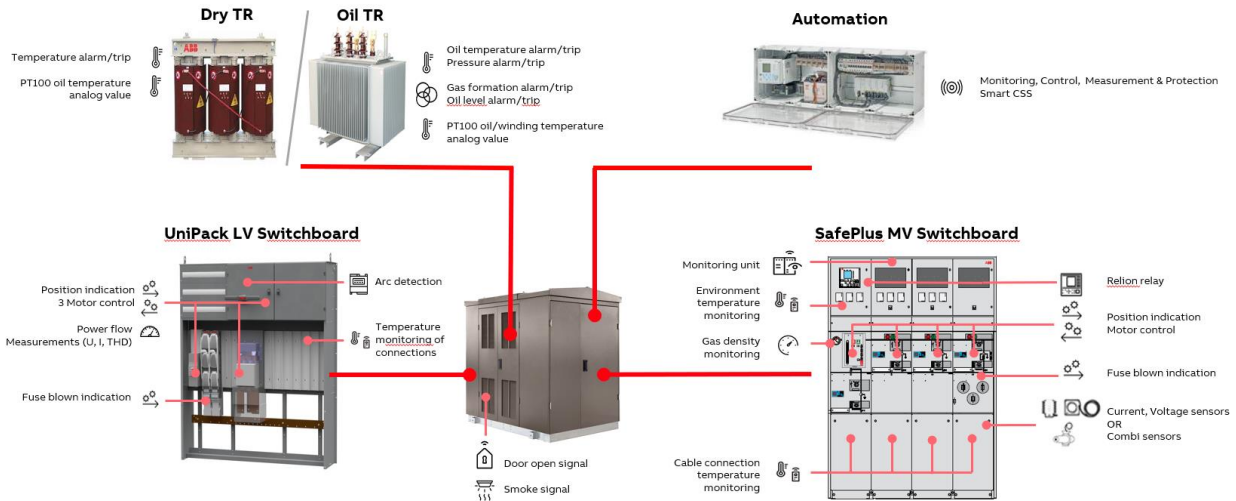 Dry TR
Oil TR
Automation
ABB
Temperature alarm/trip
PT100 oil temperature
analog value
Oil temperature alarm/trip
Pressure alarm/trip
Gas formation alarm/trip
Oil level alarm/trip
PT100 oil/winding temperature
analog value
Monitoring, Control,  Measurement & Protection
Smart CSS
UniPack LV Switchboard
Position indication
3 Motor control
Power flow
Measurements (U, I, THD)
Fuse blown indication
Arc detection
Temperature
monitoring of
connections
Door open signal
Smoke signal
SafePlus MV Switchboard
Monitoring unit
Environment
temperature
monitoring
Gas density
monitoring
Cable connection
temperature
monitoring
ABB
Relion relay
Position indication
Motor control
Fuse blown indication
Current, Voltage sensors
OR
Combi sensors